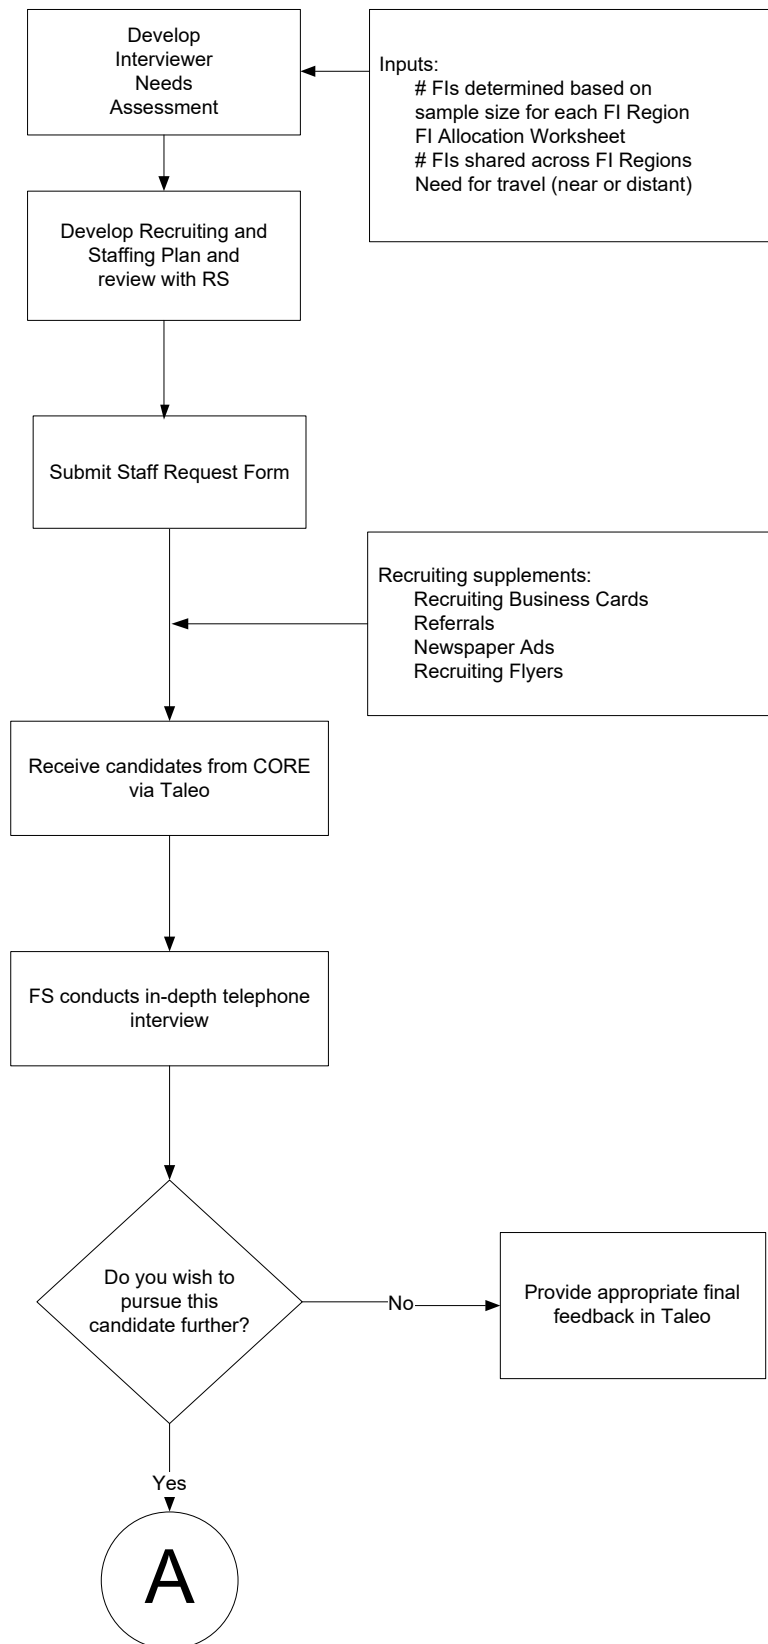 Develop
Interviewer
Needs
Assessment
Inputs:
# FIs determined based on
sample size for each FI Region
FI Allocation Worksheet
# FIs shared across FI Regions
Need for travel (near or distant)
Develop Recruiting and
Staffing Plan and
review with RS
Submit Staff Request Form
Recruiting supplements:
Recruiting Business Cards
Referrals
Newspaper Ads
Recruiting Flyers
Receive candidates from CORE
via Taleo
FS conducts in-depth telephone
interview
Do you wish to
pursue this
candidate further?
No
Provide appropriate final
feedback in Taleo
Yes
A